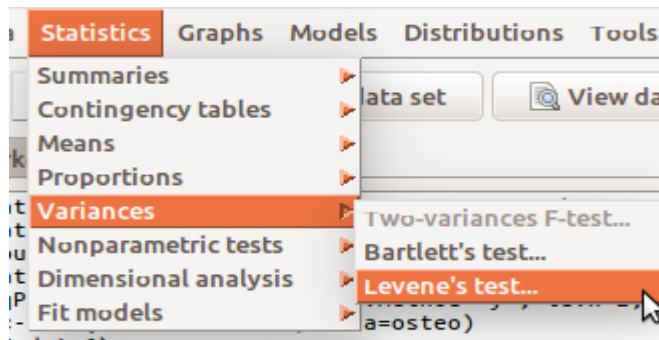 Statistics Graphs Models Distributions Tools
Summaries
Contingency tables
ata set
View da
Means
Proportions
Variances
Two-variances F-test...
Nonparametric tests
Bartlett's test...
Dimensional analysis
Levene's test...
Fit models
a=osteo)